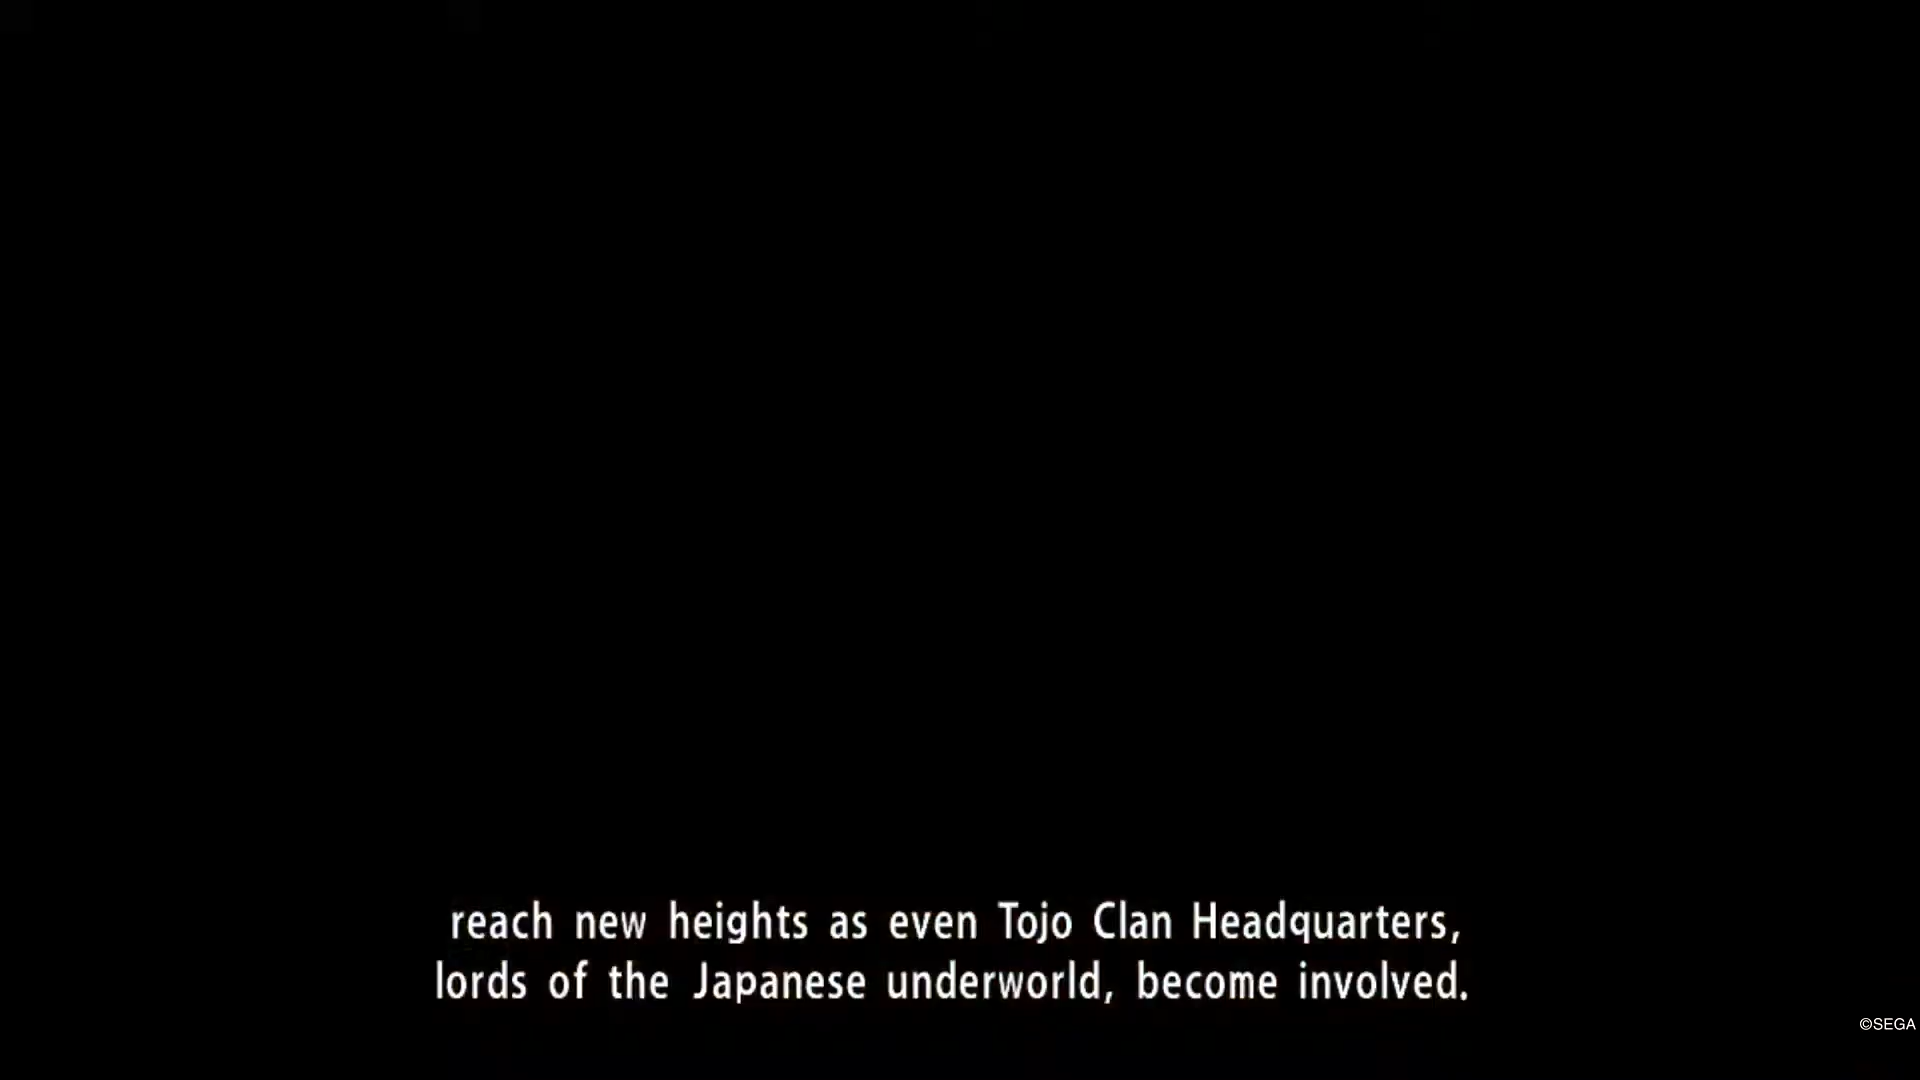 reach new heights as even Tojo Clan Headquarters,
lords of the Japanese underworld, become involved.
©SEGA